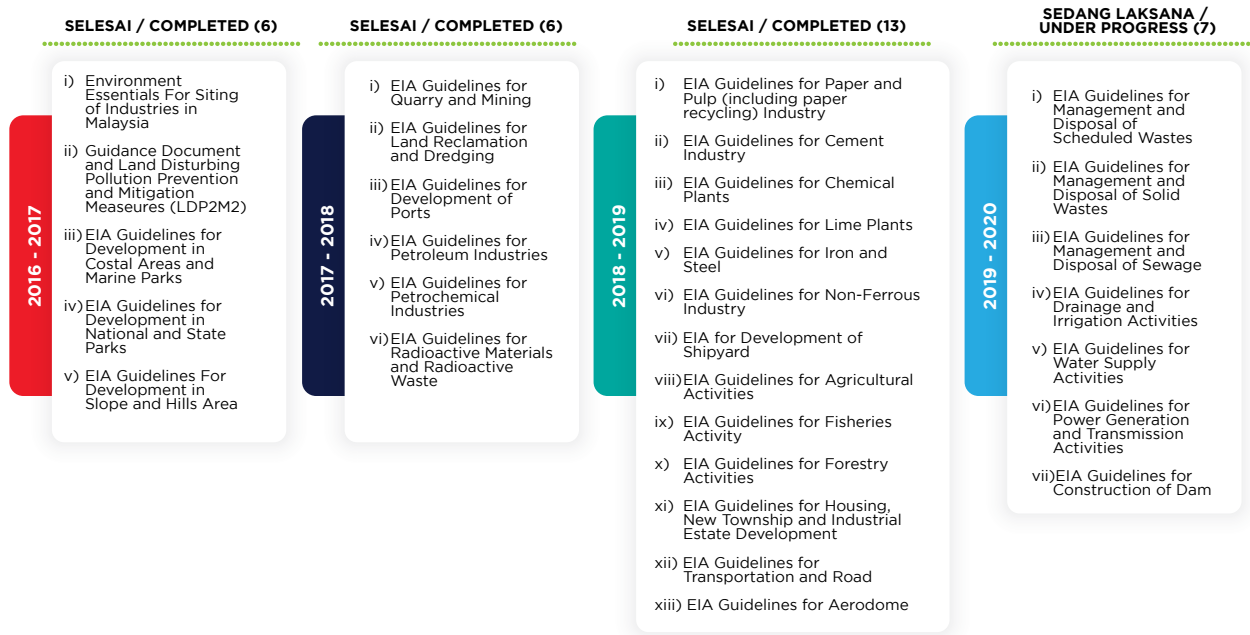 SELESAI / COMPLETED (6)
2016 - 2017
i) Environment
Essentials For Siting
of Industries in
Malaysia
ii) Guidance Document
and Land Disturbing
Pollution Prevention
and Mitigation
Measures (LDP2M2)
iii) EIA Guidelines for
Development in
Costal Areas and
Marine Parks
iv) EIA Guidelines for
Development in
National and State
Parks
v) EIA Guidelines For
Development in
Slope and Hills Area
SELESAI / COMPLETED (6)
2017 - 2018
i) EIA Guidelines for
Quarry and Mining
ii) EIA Guidelines for
Land Reclamation
and Dredging
iii) EIA Guidelines for
Development of
Ports
iv) EIA Guidelines for
Petroleum Industries
v) EIA Guidelines for
Petrochemical
Industries
vi) EIA Guidelines for
Radioactive Materials
and Radioactive
Waste
SELESAI / COMPLETED (13)
2018 - 2019
i) EIA Guidelines for Paper and
Pulp (including paper
recycling) Industry
ii) EIA Guidelines for Cement
Industry
iii) EIA Guidelines for Chemical
Plants
iv) EIA Guidelines for Lime Plants
v) EIA Guidelines for Iron and
Steel
vi) EIA Guidelines for Non-Ferrous
Industry
vii) EIA for Development of
Shipyard
viii) EIA Guidelines for Agricultural
Activities
ix) EIA Guidelines for Fisheries
Activity
x) EIA Guidelines for Forestry
Activities
xi) EIA Guidelines for Housing,
New Township and Industrial
Estate Development
xii) EIA Guidelines for
Transportation and Road
xiii) EIA Guidelines for Aerodome
SEDANG LAKSANA /
UNDER PROGRESS (7)
2019 - 2020
i) EIA Guidelines for
Management and
Disposal of
Scheduled Wastes
ii) EIA Guidelines for
Management and
Disposal of Solid
Wastes
iii) EIA Guidelines for
Management and
Disposal of Sewage
iv) EIA Guidelines for
Drainage and
Irrigation Activities
v) EIA Guidelines for
Water Supply
Activities
vi) EIA Guidelines for
Power Generation
and Transmission
Activities
vii) EIA Guidelines for
Construction of Dam